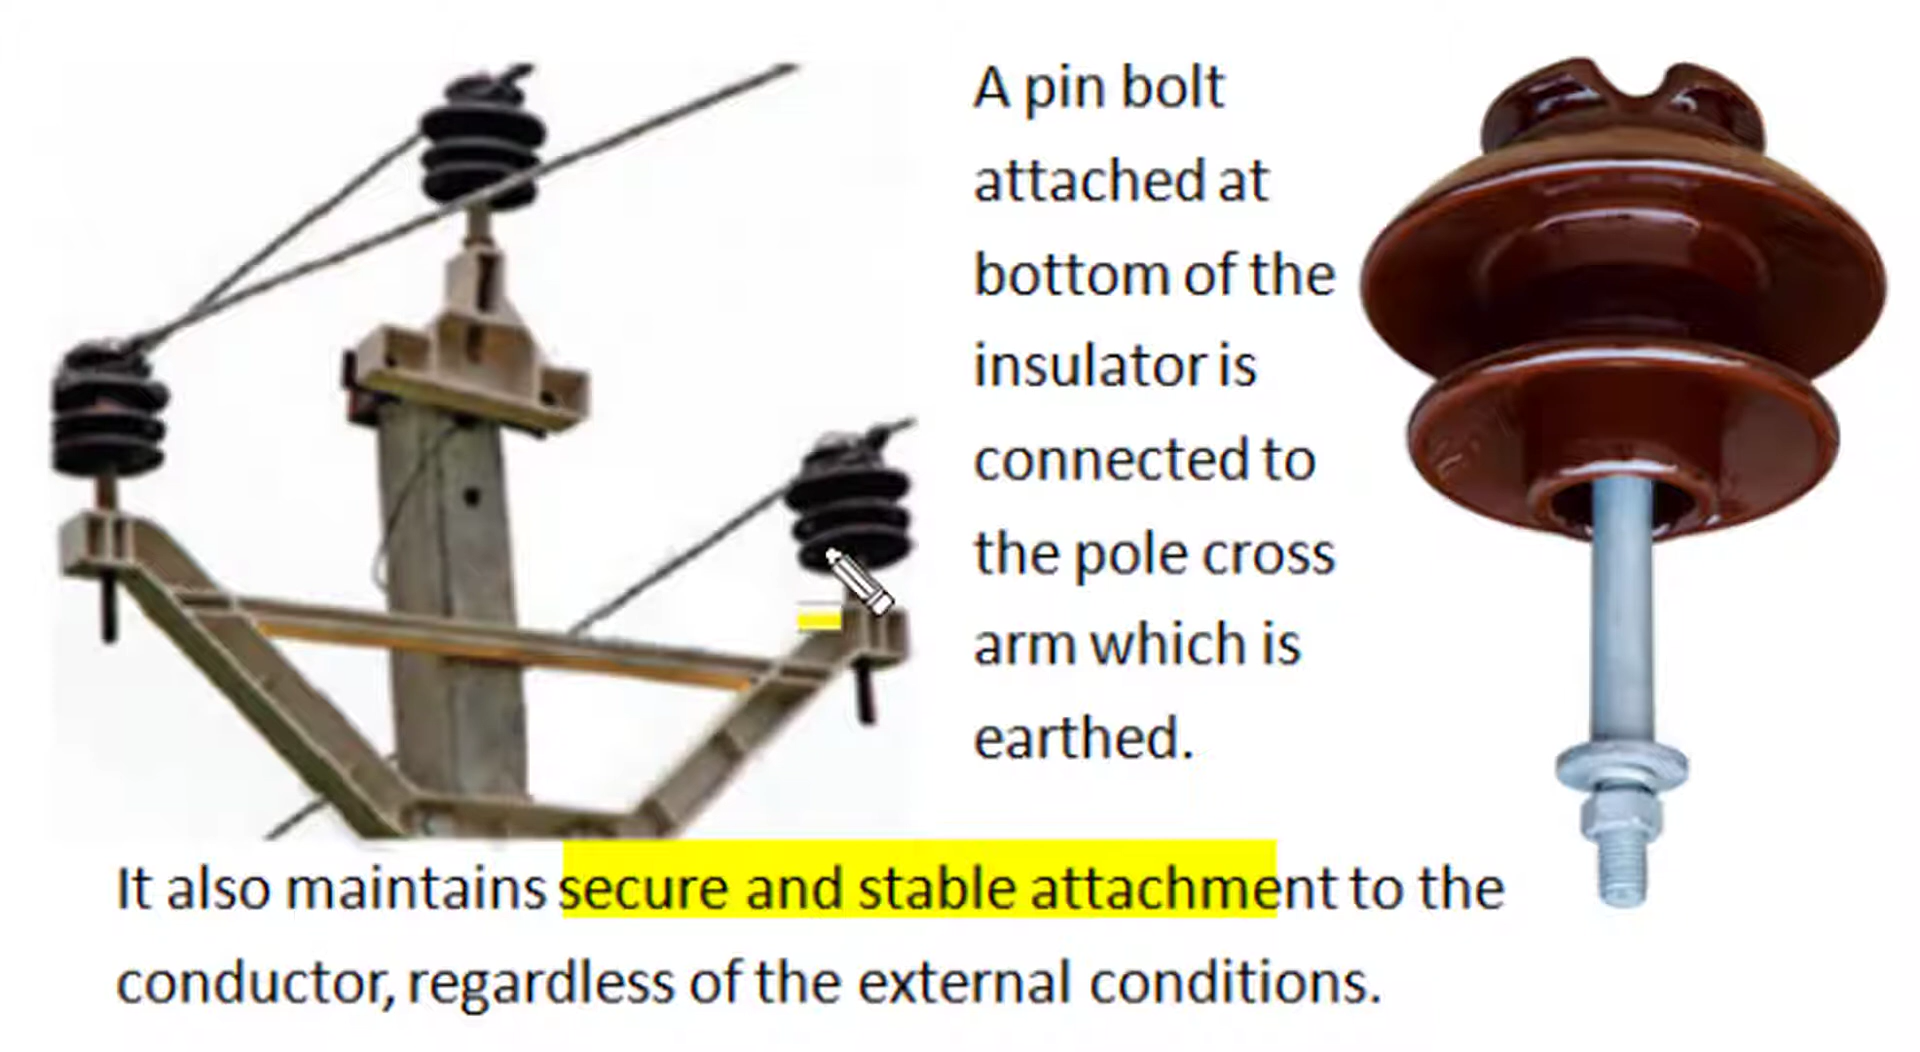 A pin bolt
attached at
bottom of the
insulator is
connected to
the pole cross
arm which is
earthed.
It also maintains secure and stable attachment to the
conductor, regardless of the external conditions.